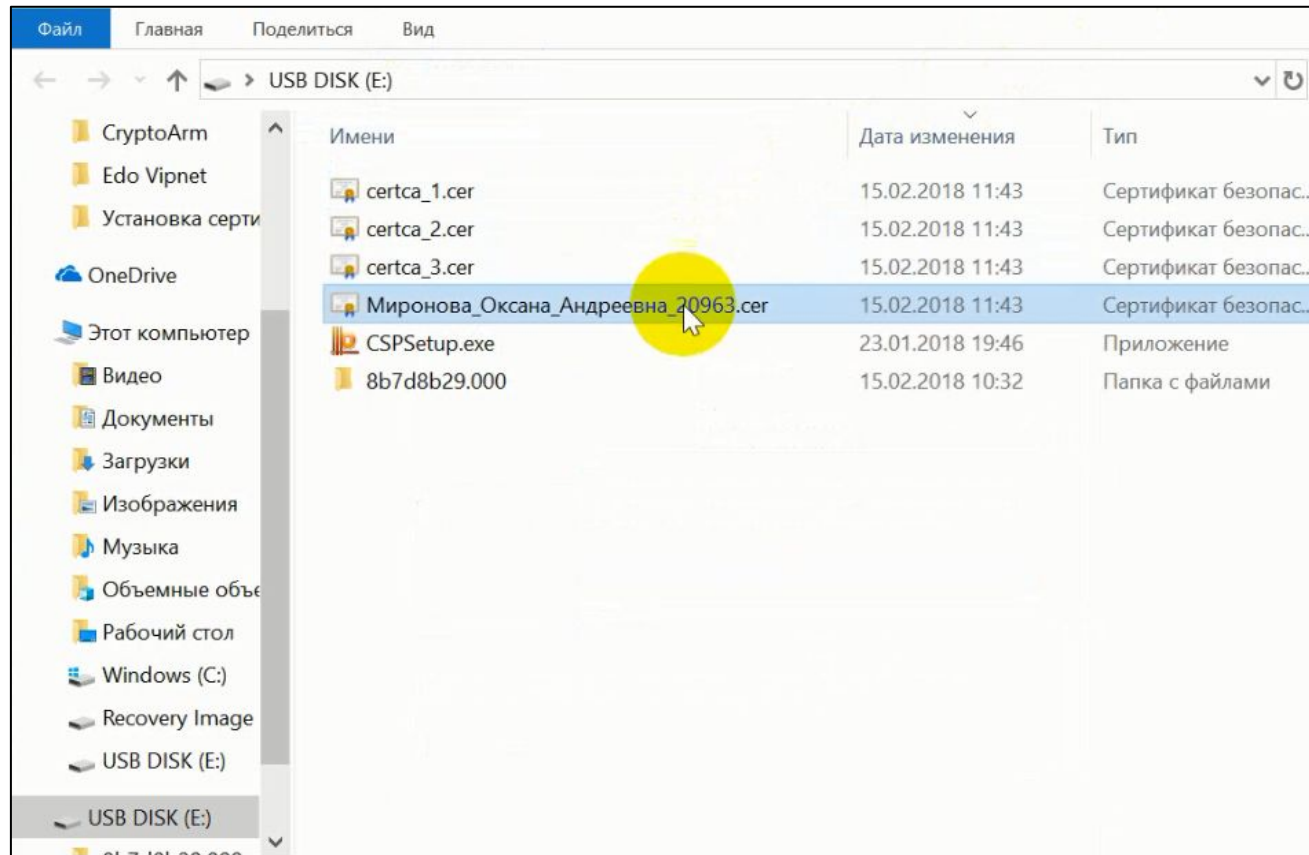 Файл Главная Поделиться Вид
USB DISK (E:)
CryptoArm
Edo Vipnet
Установка серти
OneDrive
Этот компьютер
Видео
Документы
Загрузки
Изображения
Музыка
Объемные объе
Рабочий стол
Windows (C:)
Recovery Image
USB DISK (E:)
USB DISK (E:)
Имени Дата изменения Тип
certca_1.cer 15.02.2018 11:43 Сертификат безопас...
certca_2.cer 15.02.2018 11:43 Сертификат безопас...
certca_3.cer 15.02.2018 11:43 Сертификат безопас...
Миронова_Оксана_Андреевна_20963.cer 15.02.2018 11:43 Сертификат безопас...
CSPSetup.exe 23.01.2018 19:46 Приложение
8b7d8b29.000 15.02.2018 10:32 Папка с файлами